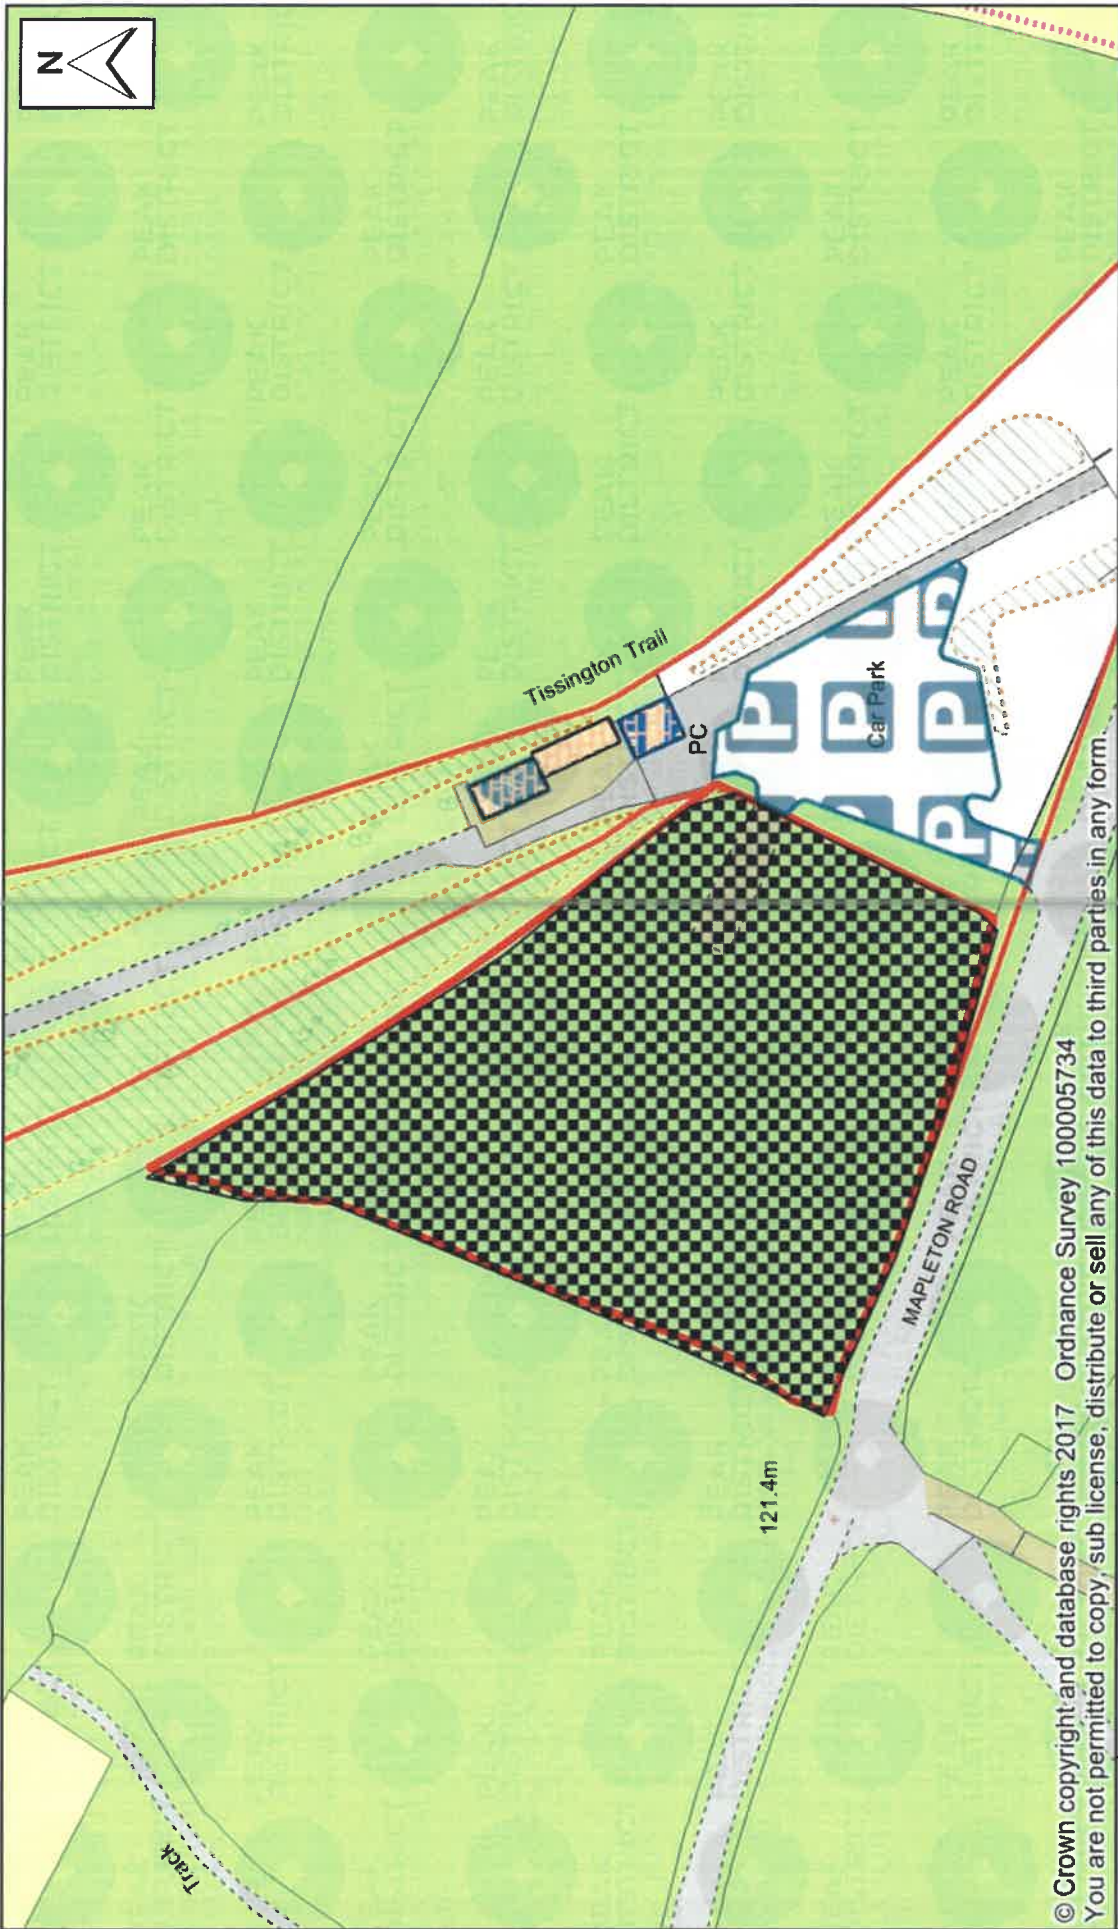 N
Tissington Trail
PC
P
P
P
P
P
P
P
P
Car Park
MAPLETON ROAD
121.4m
Track
© Crown copyright and database rights 2017 Ordnance Survey 100005734
You are not permitted to copy, sub license, distribute or sell any of this data to third parties in any form.